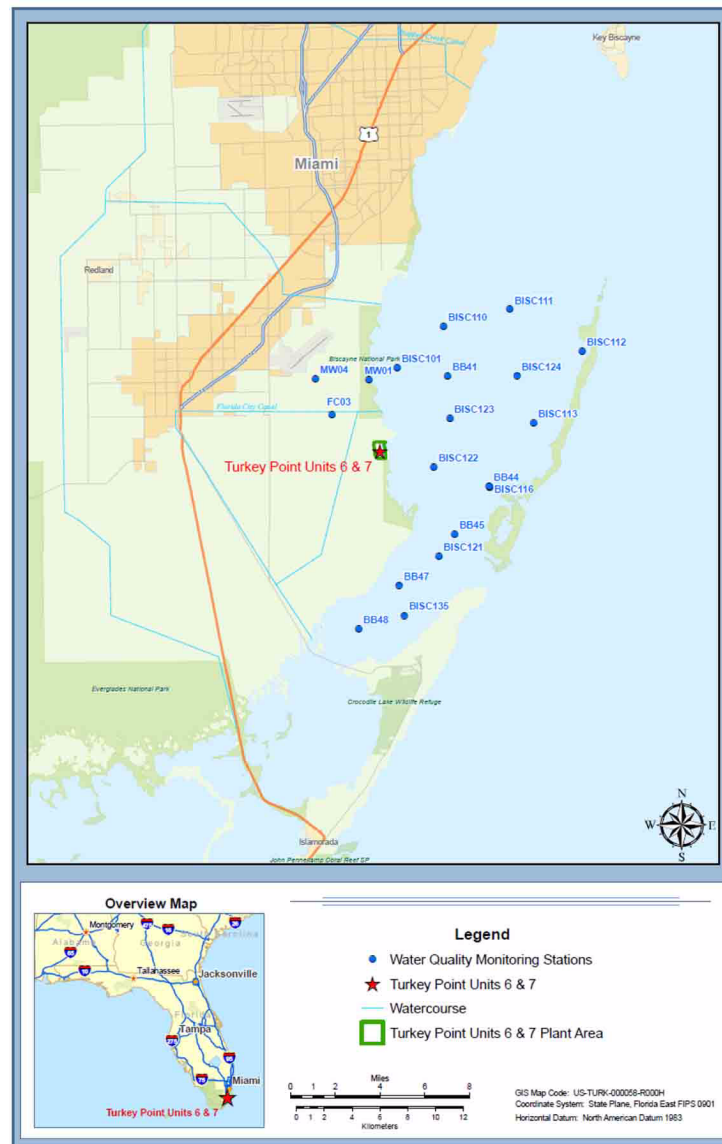 Key Biscayne
1
Miami
Redland
BISC111
BISC110
BISC112
Biscayne National Park
BISC101
MW04
MW01
BB41
BISC124
FC03
Florida City Canal
BISC123
BISC113
Turkey Point Units 6 & 7
BISC122
BB44
BISC116
BB45
BISC121
BB47
BISC135
BB48
Everglades National Park
Crocodile Lake Wildlife Refuge
N
W
E
S
Islamorada
John Pennekamp Coral Reef SP
Overview Map
Montgomery
Alabama
Georgia
South Carolina
Tallahassee
Jacksonville
Florida
Tampa
Miami
Turkey Point Units 6 & 7
Legend
Water Quality Monitoring Stations
Turkey Point Units 6 & 7
Watercourse
Turkey Point Units 6 & 7 Plant Area
Miles
0 2 4 6 8
0 2 4 6 8 10 12
Kilometers
GIS Map Code: US-TURK-000058-R000H
Coordinate System: State Plane, Florida East FIPS 0901
Horizontal Datum: North American Datum 1983